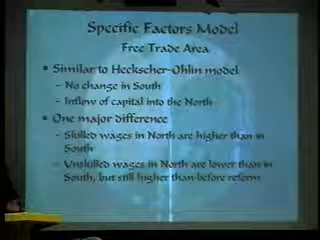 Specific Factors Model
Free Trade Area
• Similar to Heckscher-Ohlin model
– No change in South
– Inflow of capital into the North
• One major difference
– Skilled wages in North are higher than in
South
– Unskilled wages in North are lower than in
South, but still higher than before reform